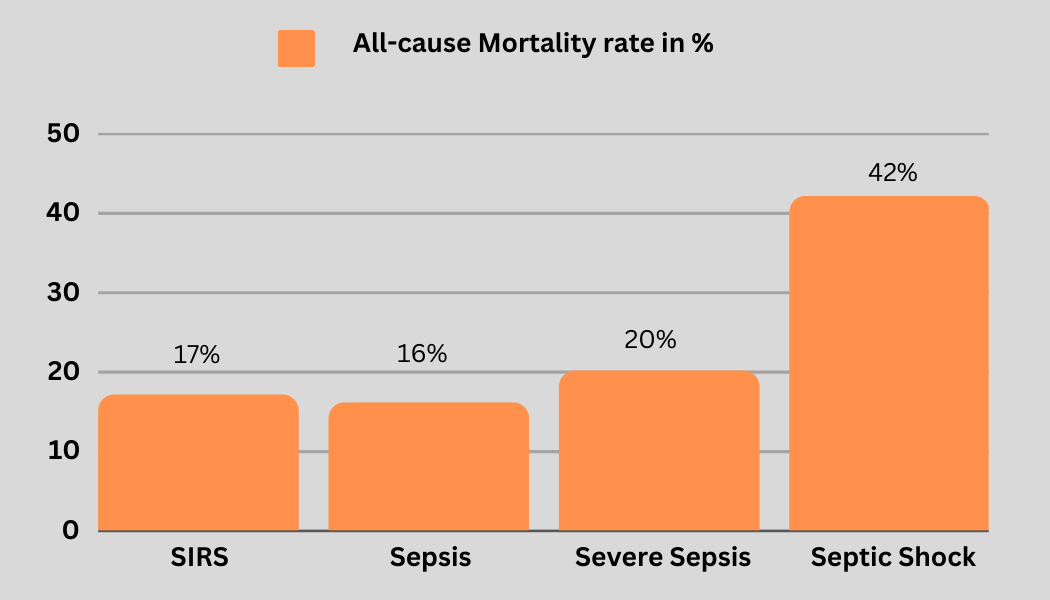 All-cause Mortality rate in %
50
42%
40
30
20%
17%
16%
20
10
0
SIRS
Sepsis
Severe Sepsis
Septic Shock